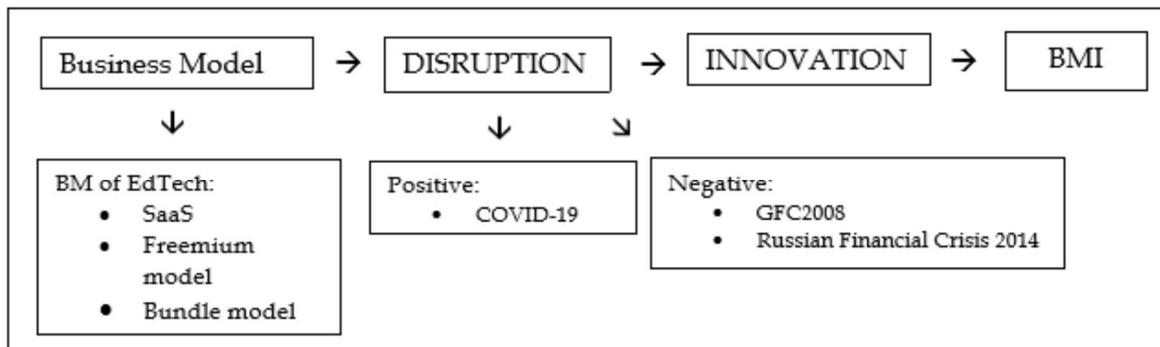 Business Model → DISRUPTION → INNOVATION → BMI
BM of EdTech:
• SaaS
• Freemium
model
• Bundle model
Positive:
• COVID-19
Negative:
• GFC2008
• Russian Financial Crisis 2014